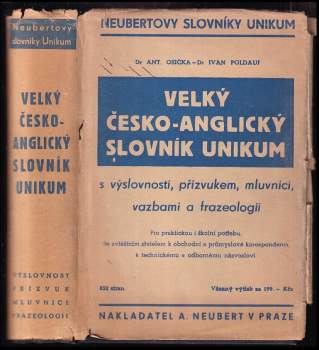 Neubertovy
slovníky Unikum
VELKÝ
ČESKO-
ANGLICKÝ
SLOVNÍK
UNIKUM
VÝSLOVNOST
PŘÍZVUK
MLUVNICE
FRAZEOLOGIE
NEUBERTOVY SLOVNÍKY UNIKUM
Dr ANT. OSIČKA – Dr IVAN POLDAUF
VELKÝ
ČESKO-ANGLICKÝ
SLOVNÍK UNIKUM
s výslovností, přízvukem, mluvnicí,
vazbami a frazeologií
Pro praktickou i školní potřebu,
se zvláštním zřetelem k obchodní a průmyslové korespondenci,
k technickému a odbornému názvosloví
stran. Vázaný výtisk za 199.– Kčs
NAKLADATEL A. NEUBERT V PRAZE